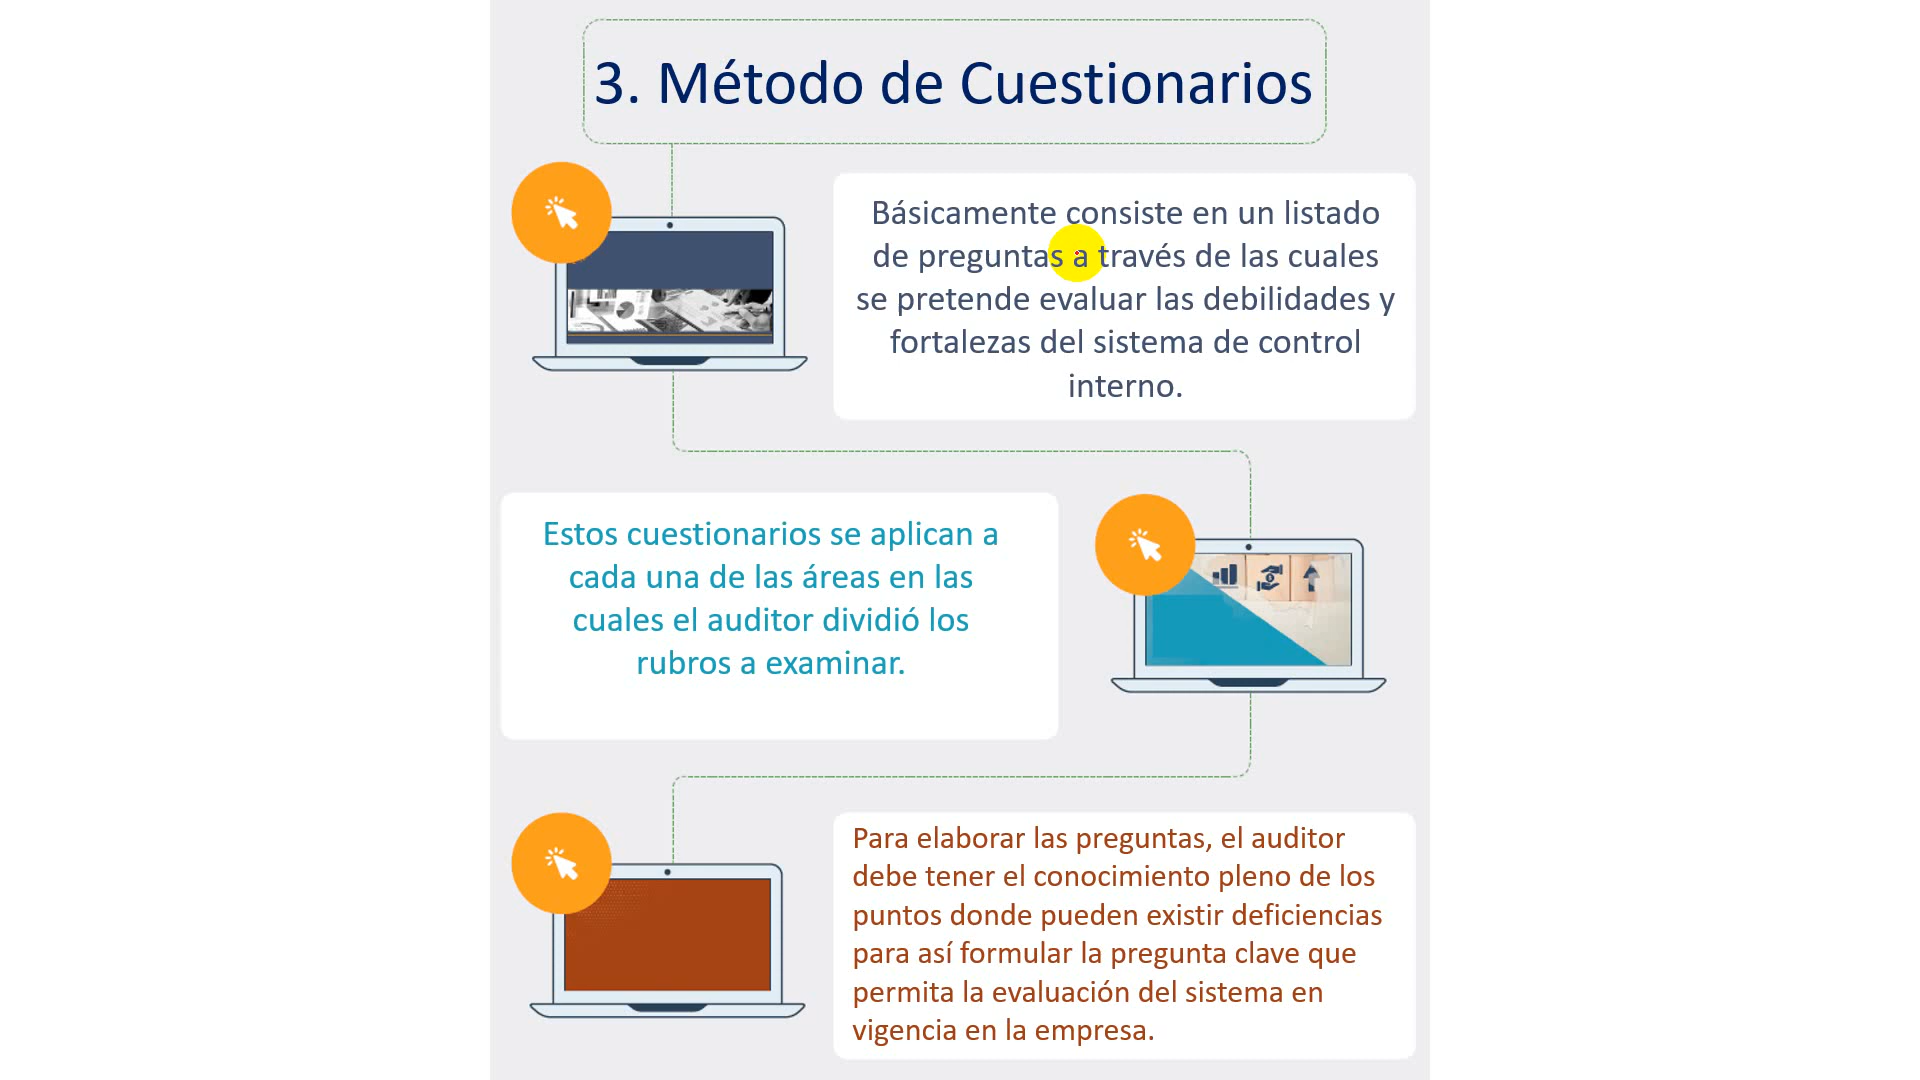 3. Método de Cuestionarios
Básicamente consiste en un listado
de preguntas a través de las cuales
se pretende evaluar las debilidades y
fortalezas del sistema de control
interno.
Estos cuestionarios se aplican a
cada una de las áreas en las
cuales el auditor dividió los
rubros a examinar.
Para elaborar las preguntas, el auditor
debe tener el conocimiento pleno de los
puntos donde pueden existir deficiencias
para así formular la pregunta clave que
permita la evaluación del sistema en
vigencia en la empresa.